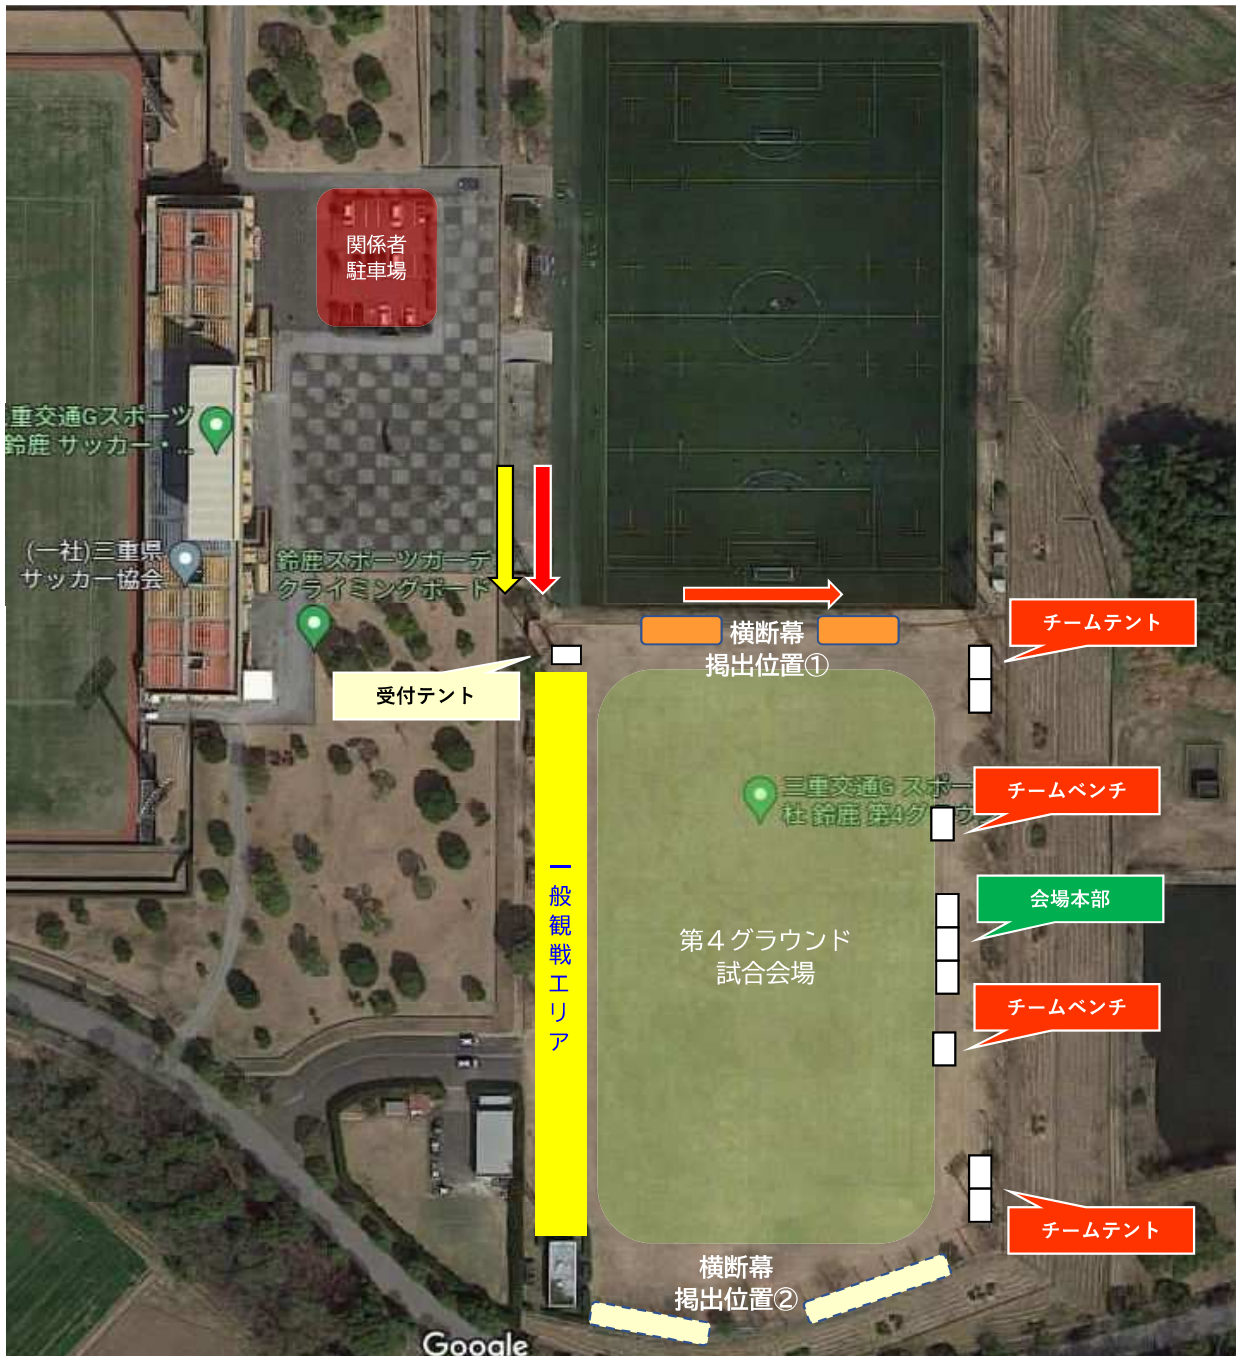 関係者
駐車場
三重交通Gスポーツ
鈴鹿 サッカー・...
(一社)三重県
サッカー協会
鈴鹿スポーツガーデ
クライミングボード
横断幕
掲出位置①
チームテント
受付テント
三重交通G スポー
杜 鈴鹿 第4グラウ
チームベンチ
一般観戦エリア
会場本部
第４グラウンド
試合会場
チームベンチ
チームテント
横断幕
掲出位置②
Google